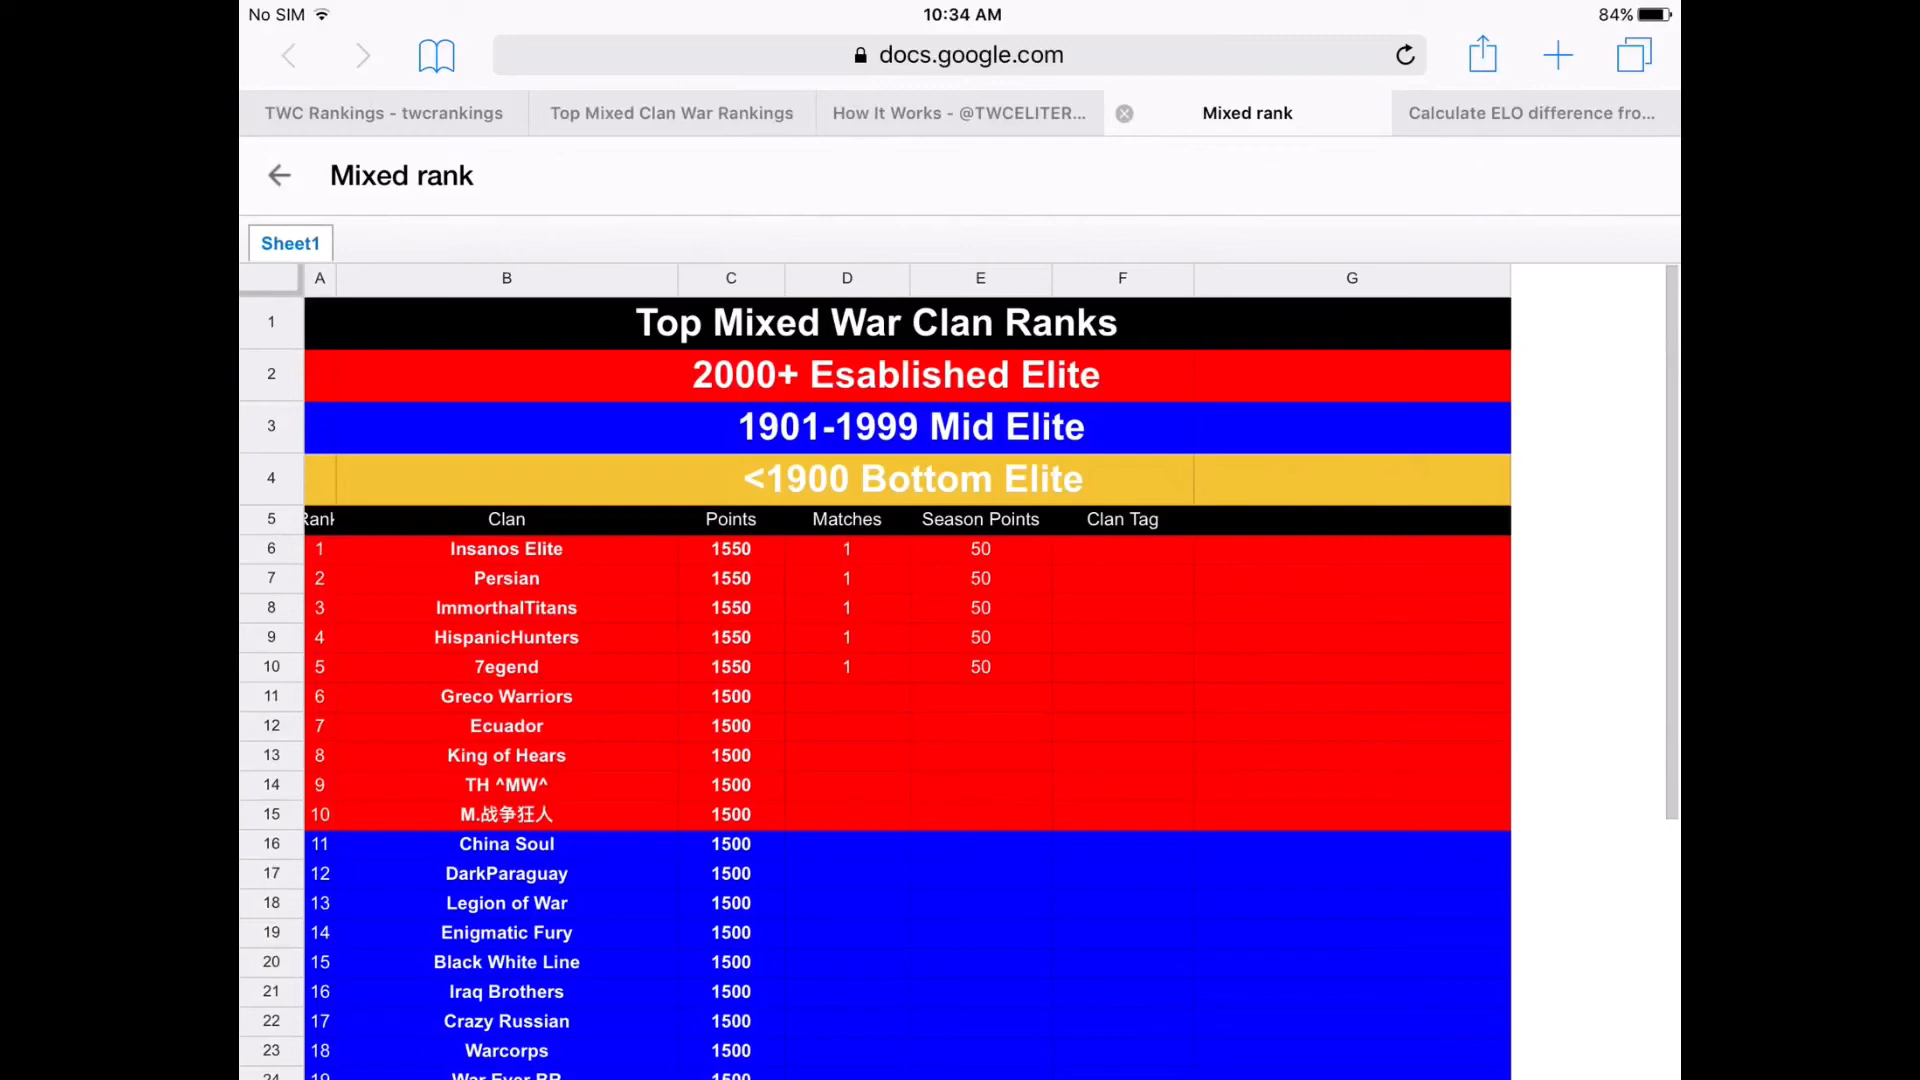 No SIM 10:34 AM 84%
docs.google.com
TWC Rankings - twcrankings Top Mixed Clan War Rankings How It Works - @TWCELITER... Mixed rank Calculate ELO difference fro...
Mixed rank
Sheet1
A B C D E F G
1 Top Mixed War Clan Ranks
2 2000+ Esablished Elite
3 1901-1999 Mid Elite
4 <1900 Bottom Elite
5 Rank Clan Points Matches Season Points Clan Tag
6 1 Insanos Elite 1550 1 50
7 2 Persian 1550 1 50
8 3 ImmorthalTitans 1550 1 50
9 4 HispanicHunters 1550 1 50
10 5 7egend 1550 1 50
11 6 Greco Warriors 1500
12 7 Ecuador 1500
13 8 King of Hears 1500
14 9 TH ^MW^ 1500
15 10 M.战争狂人 1500
16 11 China Soul 1500
17 12 DarkParaguay 1500
18 13 Legion of War 1500
19 14 Enigmatic Fury 1500
20 15 Black White Line 1500
21 16 Iraq Brothers 1500
22 17 Crazy Russian 1500
23 18 Warcorps 1500
24 19 War Ever BR 1500